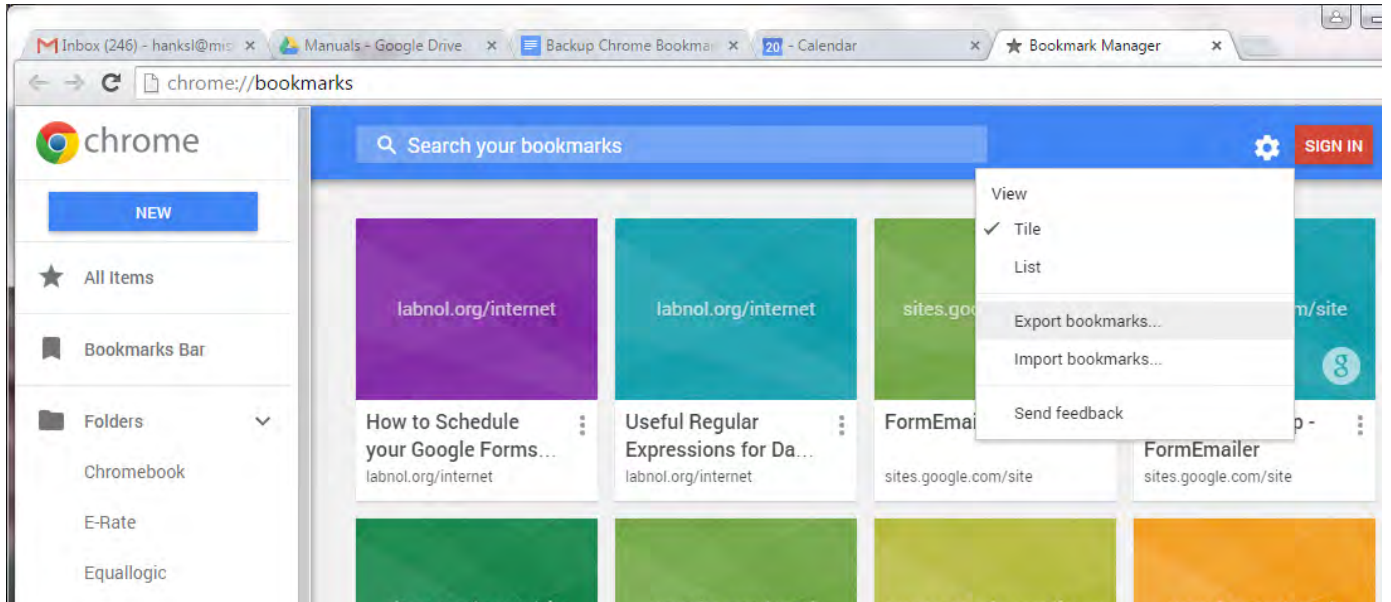 Inbox (246) - hanksl@mis
Manuals - Google Drive
Backup Chrome Bookmar
20 - Calendar
Bookmark Manager
chrome://bookmarks
chrome
Search your bookmarks
SIGN IN
NEW
All Items
Bookmarks Bar
Folders
Chromebook
E-Rate
Equallogic
View
Tile
List
Export bookmarks...
Import bookmarks...
Send feedback
labnol.org/internet
How to Schedule
your Google Forms...
labnol.org/internet
labnol.org/internet
Useful Regular
Expressions for Da...
labnol.org/internet
sites.goo
FormEmai
sites.google.com/site
m/site
g
p -
FormEmailer
sites.google.com/site